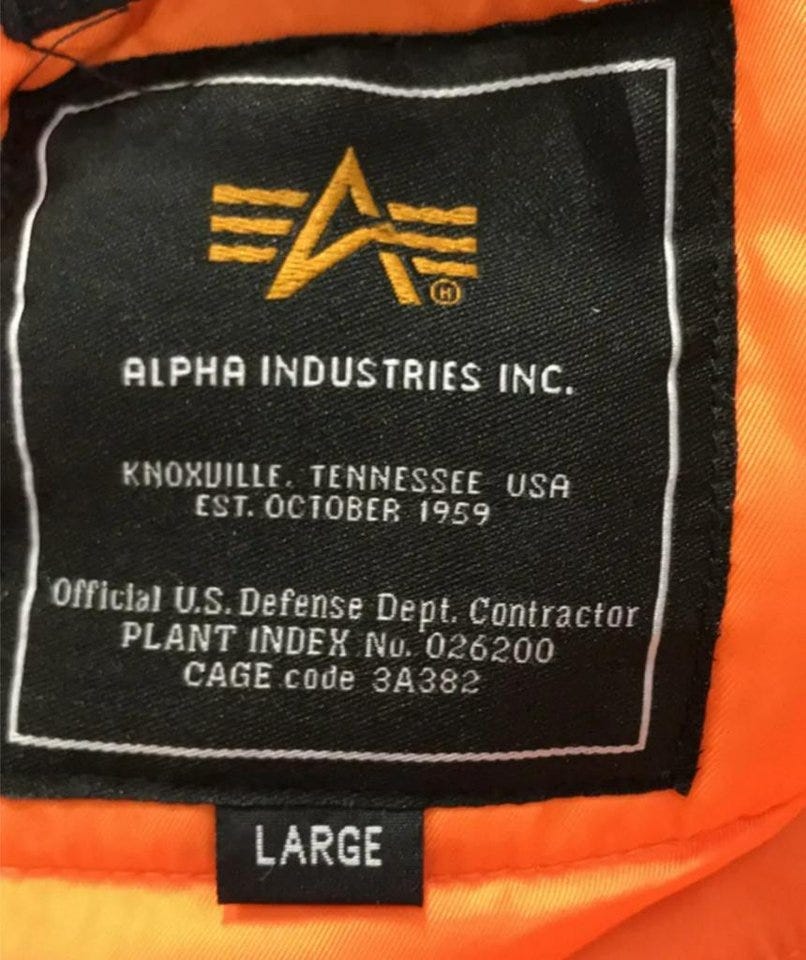 ALPHA INDUSTRIES INC.
KNOXVILLE, TENNESSEE USA
EST. OCTOBER 1959
Official U.S. Defense Dept. Contractor
PLANT INDEX No. 026200
CAGE code 3A382
LARGE